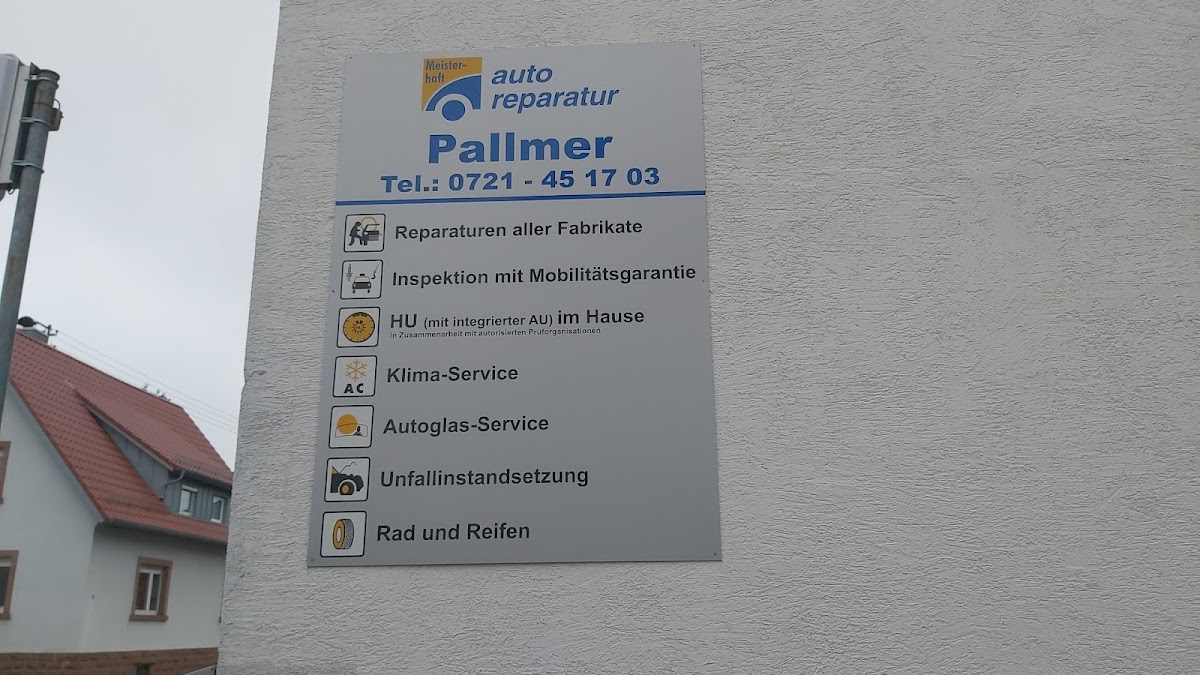 Meister-
haft
auto
reparatur
Pallmer
Tel.: 0721 - 45 17 03
Reparaturen aller Fabrikate
Inspektion mit Mobilitätsgarantie
HU (mit integrierter AU) im Hause
In Zusammenarbeit mit autorisierten Prüforganisationen
AC
Klima-Service
Autoglas-Service
Unfallinstandsetzung
Rad und Reifen